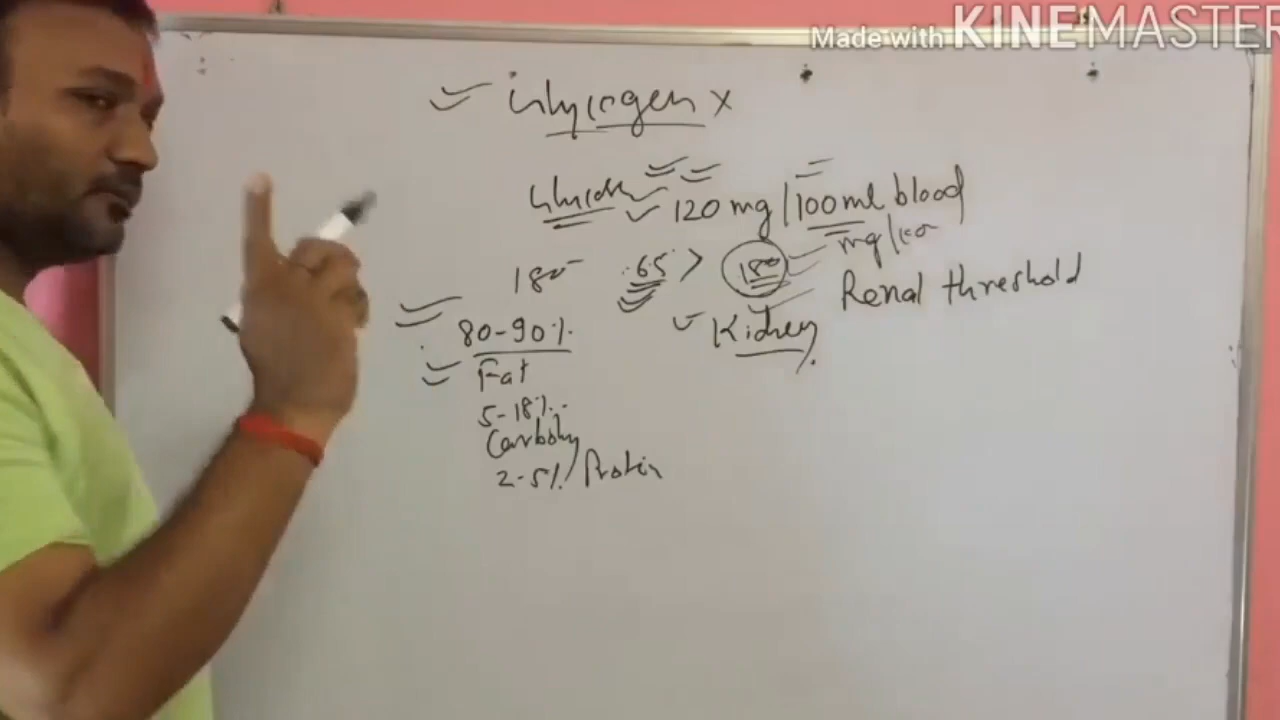 Made with KINEMASTER
Glycogen x
Glucose 120 mg/100ml blood
180 65 > 180 mg/100
Renal threshold
80-90% Kidney
Fat
5-18%
Carbohy
2-5% Protein